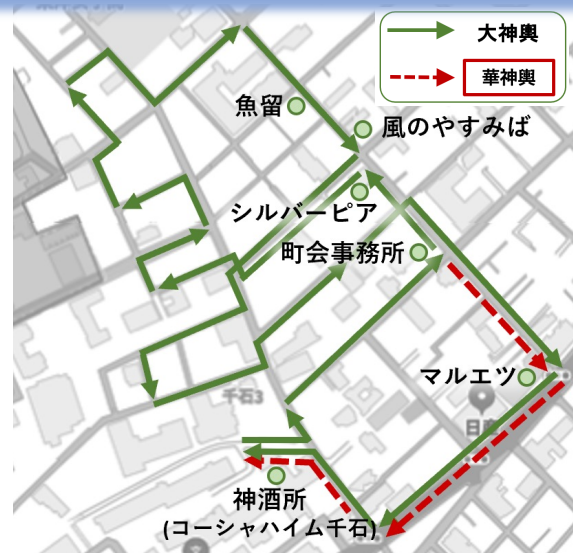 大神輿
華神輿
魚留
風のやすみば
シルバーピア
町会事務所
マルエツ
千石3
神酒所
(コーシャハイム千石)